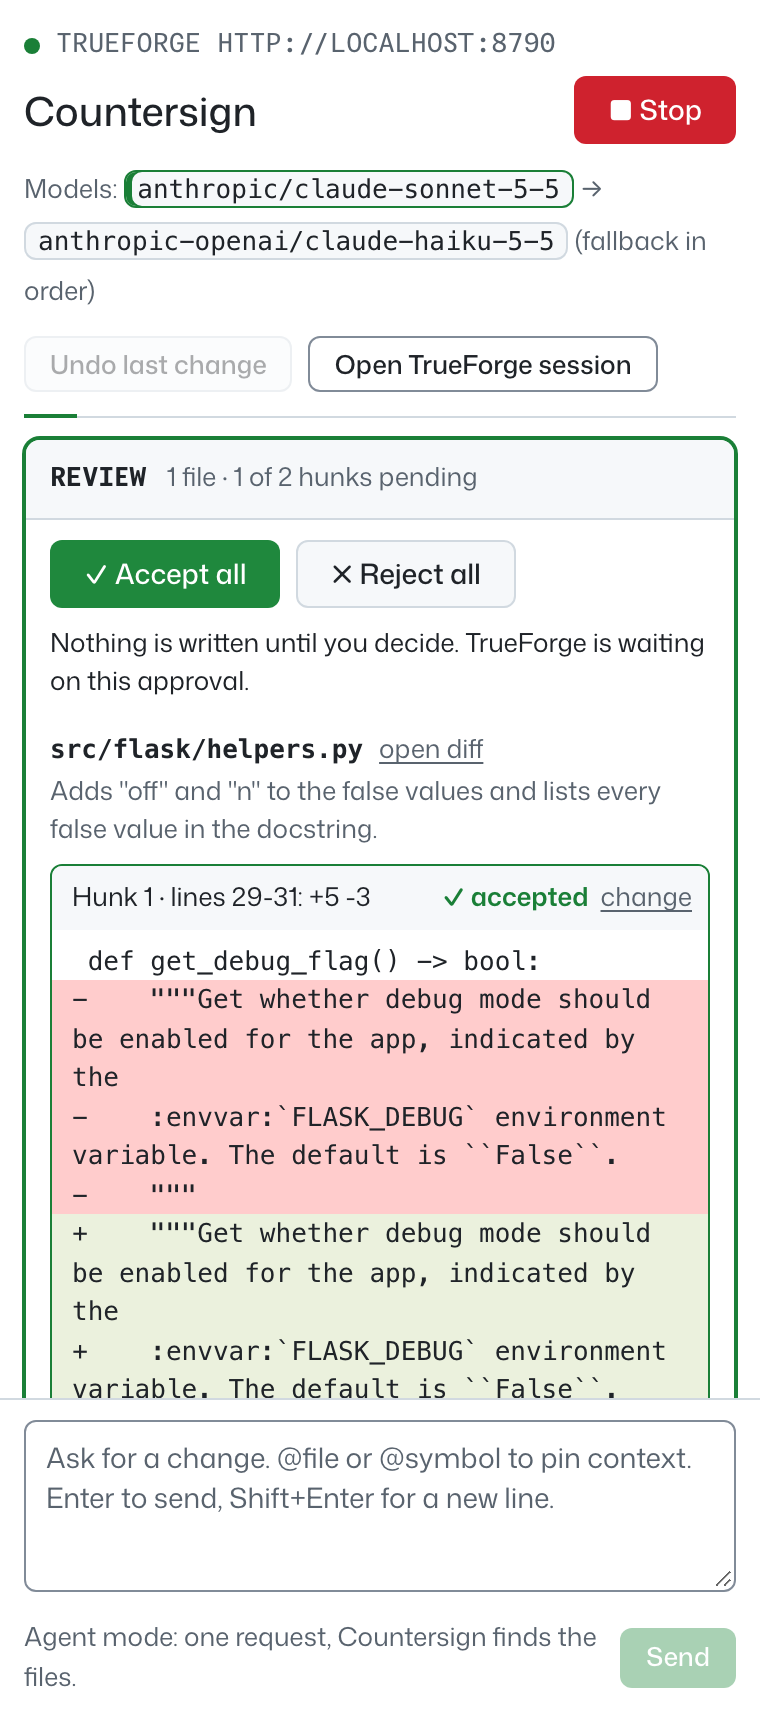 TRUEFORGE HTTP://LOCALHOST:8790
Countersign
Stop
Models: anthropic/claude-sonnet-5-5 →
anthropic-openai/claude-haiku-5-5 (fallback in
order)
Undo last change
Open TrueForge session
REVIEW 1 file · 1 of 2 hunks pending
✓ Accept all
✕ Reject all
Nothing is written until you decide. TrueForge is waiting
on this approval.
src/flask/helpers.py open diff
Adds "off" and "n" to the false values and lists every
false value in the docstring.
Hunk 1 · lines 29-31: +5 -3 ✓ accepted change
 def get_debug_flag() -> bool:
-    """Get whether debug mode should
be enabled for the app, indicated by
the
-    :envvar:`FLASK_DEBUG` environment
variable. The default is ``False``.
-    """
+    """Get whether debug mode should
be enabled for the app, indicated by
the
+    :envvar:`FLASK_DEBUG` environment
variable. The default is ``False``.
Ask for a change. @file or @symbol to pin context.
Enter to send, Shift+Enter for a new line.
Agent mode: one request, Countersign finds the
files.
Send